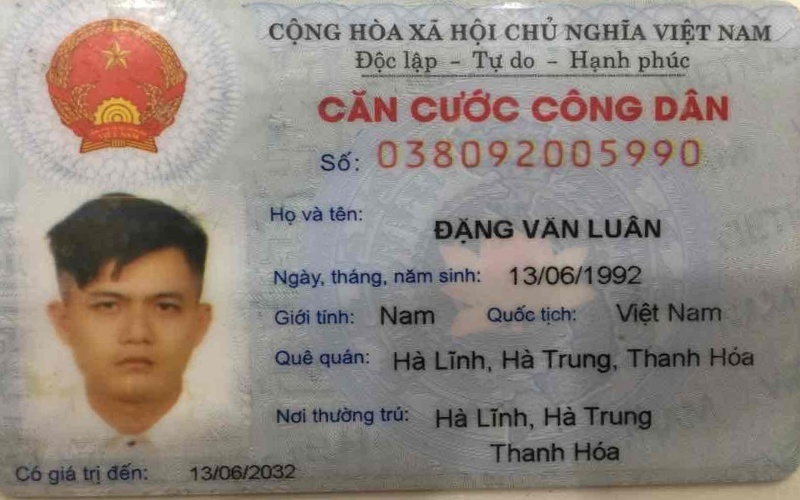 CỘNG HÒA XÃ HỘI CHỦ NGHĨA VIỆT NAM
Độc lập – Tự do – Hạnh phúc
CĂN CƯỚC CÔNG DÂN
Số: 038092005990
Họ và tên: ĐẶNG VĂN LUÂN
Ngày, tháng, năm sinh: 13/06/1992
Giới tính: Nam Quốc tịch: Việt Nam
Quê quán: Hà Lĩnh, Hà Trung, Thanh Hóa
Nơi thường trú: Hà Lĩnh, Hà Trung
Thanh Hóa
Có giá trị đến: 13/06/2032